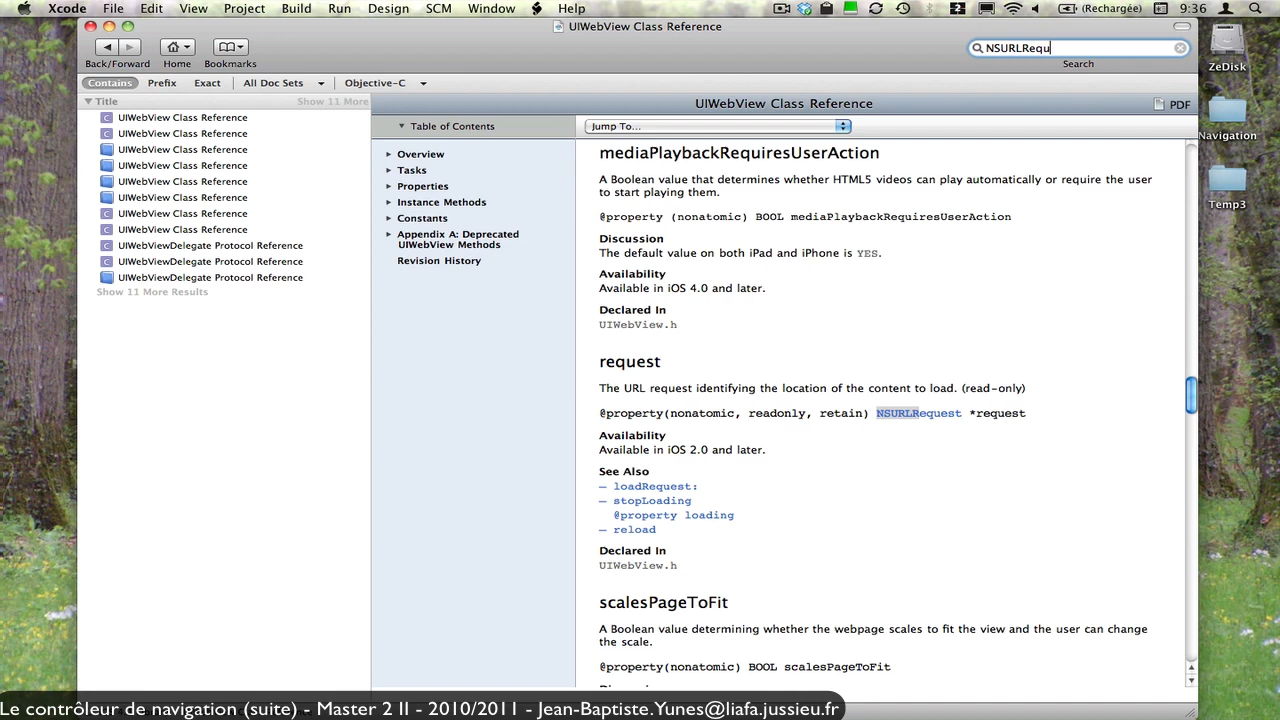 Xcode File Edit View Project Build Run Design SCM Window Help 2 (Rechargée) 9:36
UIWebView Class Reference
NSURLRequ
Back/Forward Home Bookmarks Search
Contains Prefix Exact All Doc Sets Objective-C
Title Show 11 More
UIWebView Class Reference
UIWebView Class Reference
UIWebView Class Reference
UIWebView Class Reference
UIWebView Class Reference
UIWebView Class Reference
UIWebView Class Reference
UIWebView Class Reference
UIWebViewDelegate Protocol Reference
UIWebViewDelegate Protocol Reference
UIWebViewDelegate Protocol Reference
Show 11 More Results
UIWebView Class Reference PDF
Table of Contents
Jump To...
Overview
Tasks
Properties
Instance Methods
Constants
Appendix A: Deprecated
UIWebView Methods
Revision History
mediaPlaybackRequiresUserAction
A Boolean value that determines whether HTML5 videos can play automatically or require the user
to start playing them.
@property (nonatomic) BOOL mediaPlaybackRequiresUserAction
Discussion
The default value on both iPad and iPhone is YES.
Availability
Available in iOS 4.0 and later.
Declared In
UIWebView.h
request
The URL request identifying the location of the content to load. (read-only)
@property(nonatomic, readonly, retain) NSURLRequest *request
Availability
Available in iOS 2.0 and later.
See Also
– loadRequest:
– stopLoading
@property loading
– reload
Declared In
UIWebView.h
scalesPageToFit
A Boolean value determining whether the webpage scales to fit the view and the user can change
the scale.
@property(nonatomic) BOOL scalesPageToFit
ZeDisk
Navigation
Temp3
Le contrôleur de navigation (suite) - Master 2 II - 2010/2011 - Jean-Baptiste.Yunes@liafa.jussieu.fr